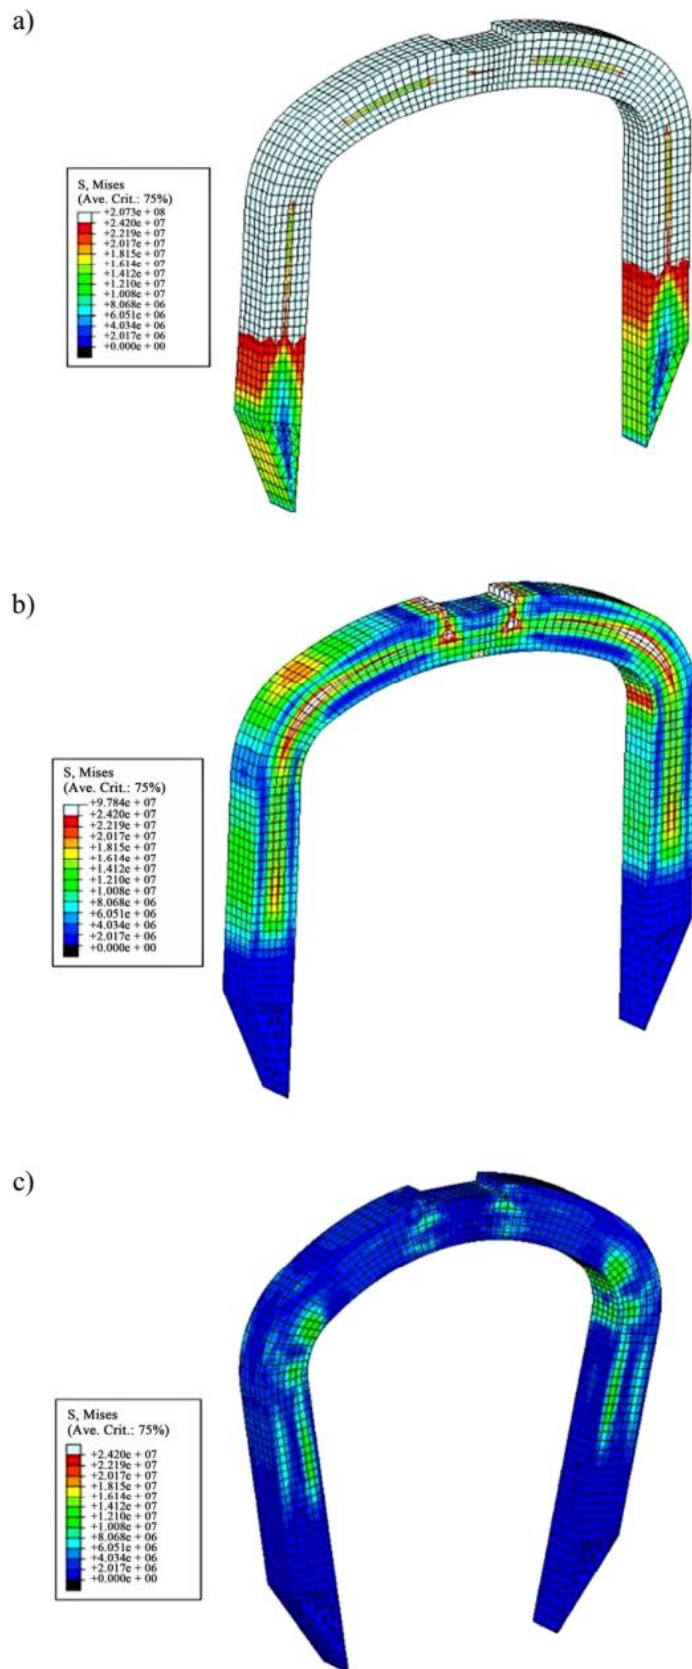 a)
S, Mises
(Ave. Crit.: 75%)
+2.073e + 08
+2.420e + 07
+2.219e + 07
+2.017e + 07
+1.815e + 07
+1.614e + 07
+1.412e + 07
+1.210e + 07
+1.008e + 07
+8.068e + 06
+6.051e + 06
+4.034e + 06
+2.017e + 06
+0.000e + 00
b)
S, Mises
(Ave. Crit.: 75%)
+9.784e + 07
+2.420e + 07
+2.219e + 07
+2.017e + 07
+1.815e + 07
+1.614e + 07
+1.412e + 07
+1.210e + 07
+1.008e + 07
+8.068e + 06
+6.051e + 06
+4.034e + 06
+2.017e + 06
+0.000e + 00
c)
S, Mises
(Ave. Crit.: 75%)
+2.420e + 07
+2.219e + 07
+2.017e + 07
+1.815e + 07
+1.614e + 07
+1.412e + 07
+1.210e + 07
+1.008e + 07
+8.068e + 06
+6.051e + 06
+4.034e + 06
+2.017e + 06
+0.000e + 00